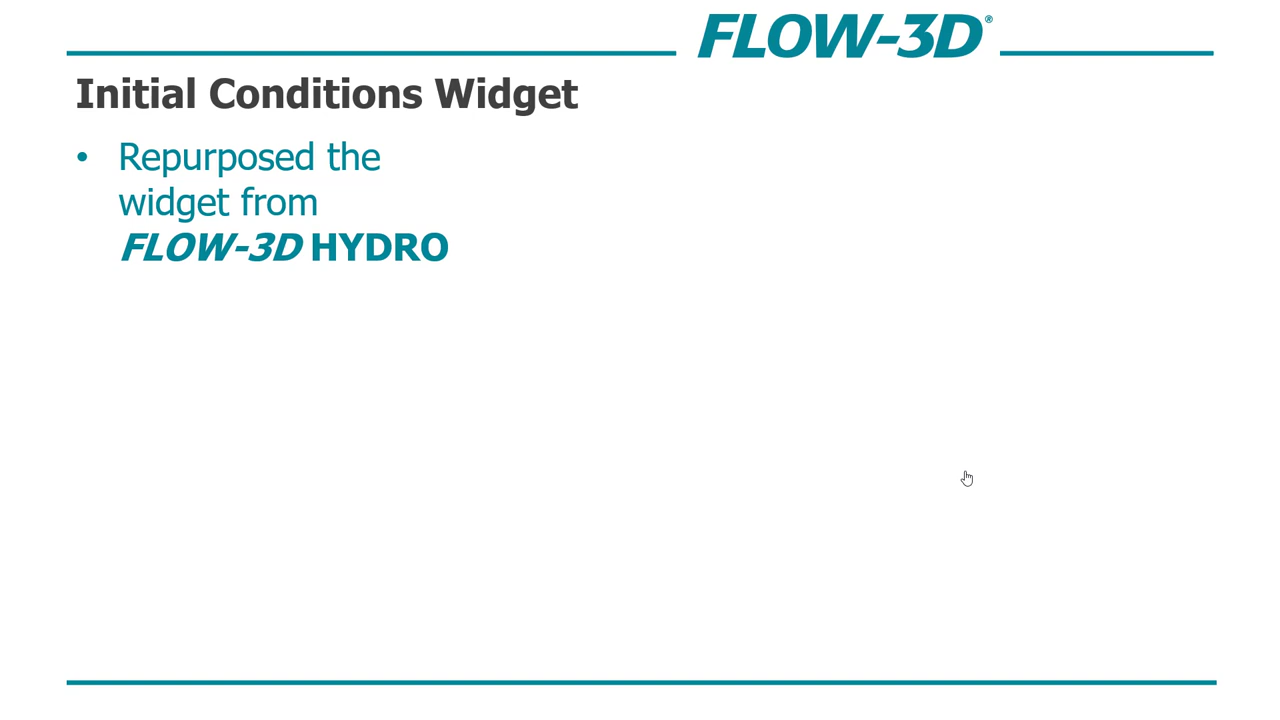 FLOW-3D®
Initial Conditions Widget
• Repurposed the
widget from
FLOW-3D HYDRO